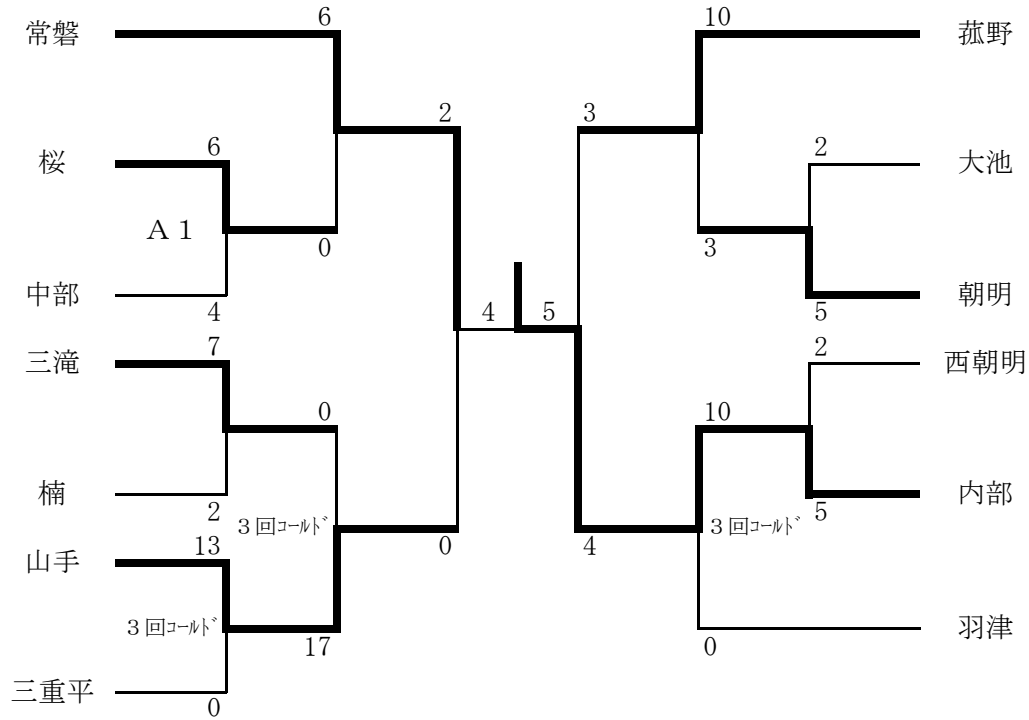 6 10
常磐 菰野
2 3
6 2
桜 大池
A 1
0 3
中部 朝明
4 4 5 5
7 2
三滝 西朝明
0 10
楠 内部
2 5
3回コールド 3回コールド
13 0 4
山手
3回コールド 羽津
17 0
三重平
0